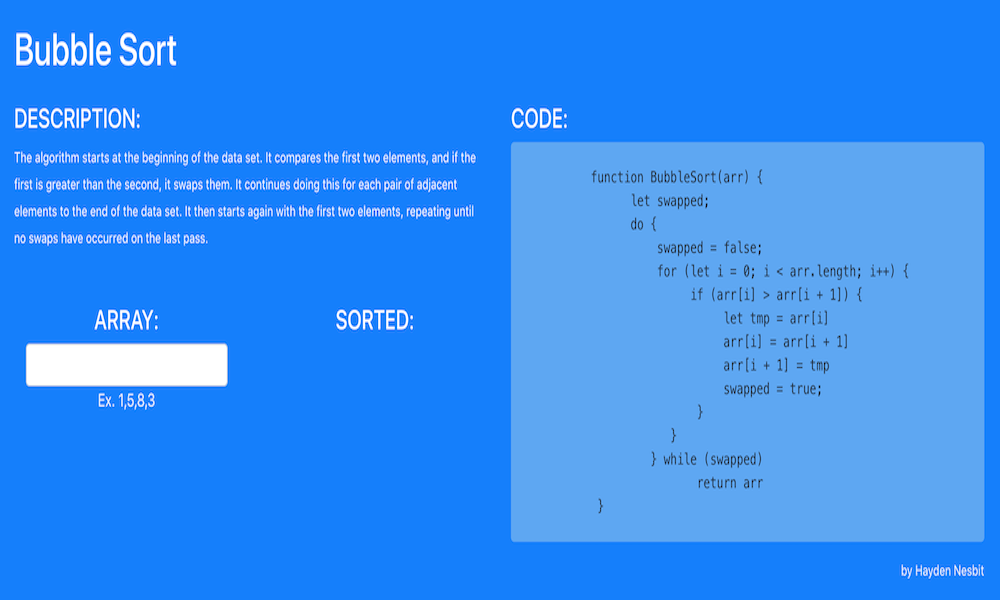 Bubble Sort
DESCRIPTION:
The algorithm starts at the beginning of the data set. It compares the first two elements, and if the
first is greater than the second, it swaps them. It continues doing this for each pair of adjacent
elements to the end of the data set. It then starts again with the first two elements, repeating until
no swaps have occurred on the last pass.
ARRAY:
Ex. 1,5,8,3
SORTED:
CODE:
function BubbleSort(arr) {
let swapped;
do {
swapped = false;
for (let i = 0; i < arr.length; i++) {
if (arr[i] > arr[i + 1]) {
let tmp = arr[i]
arr[i] = arr[i + 1]
arr[i + 1] = tmp
swapped = true;
}
}
} while (swapped)
return arr
}
by Hayden Nesbit